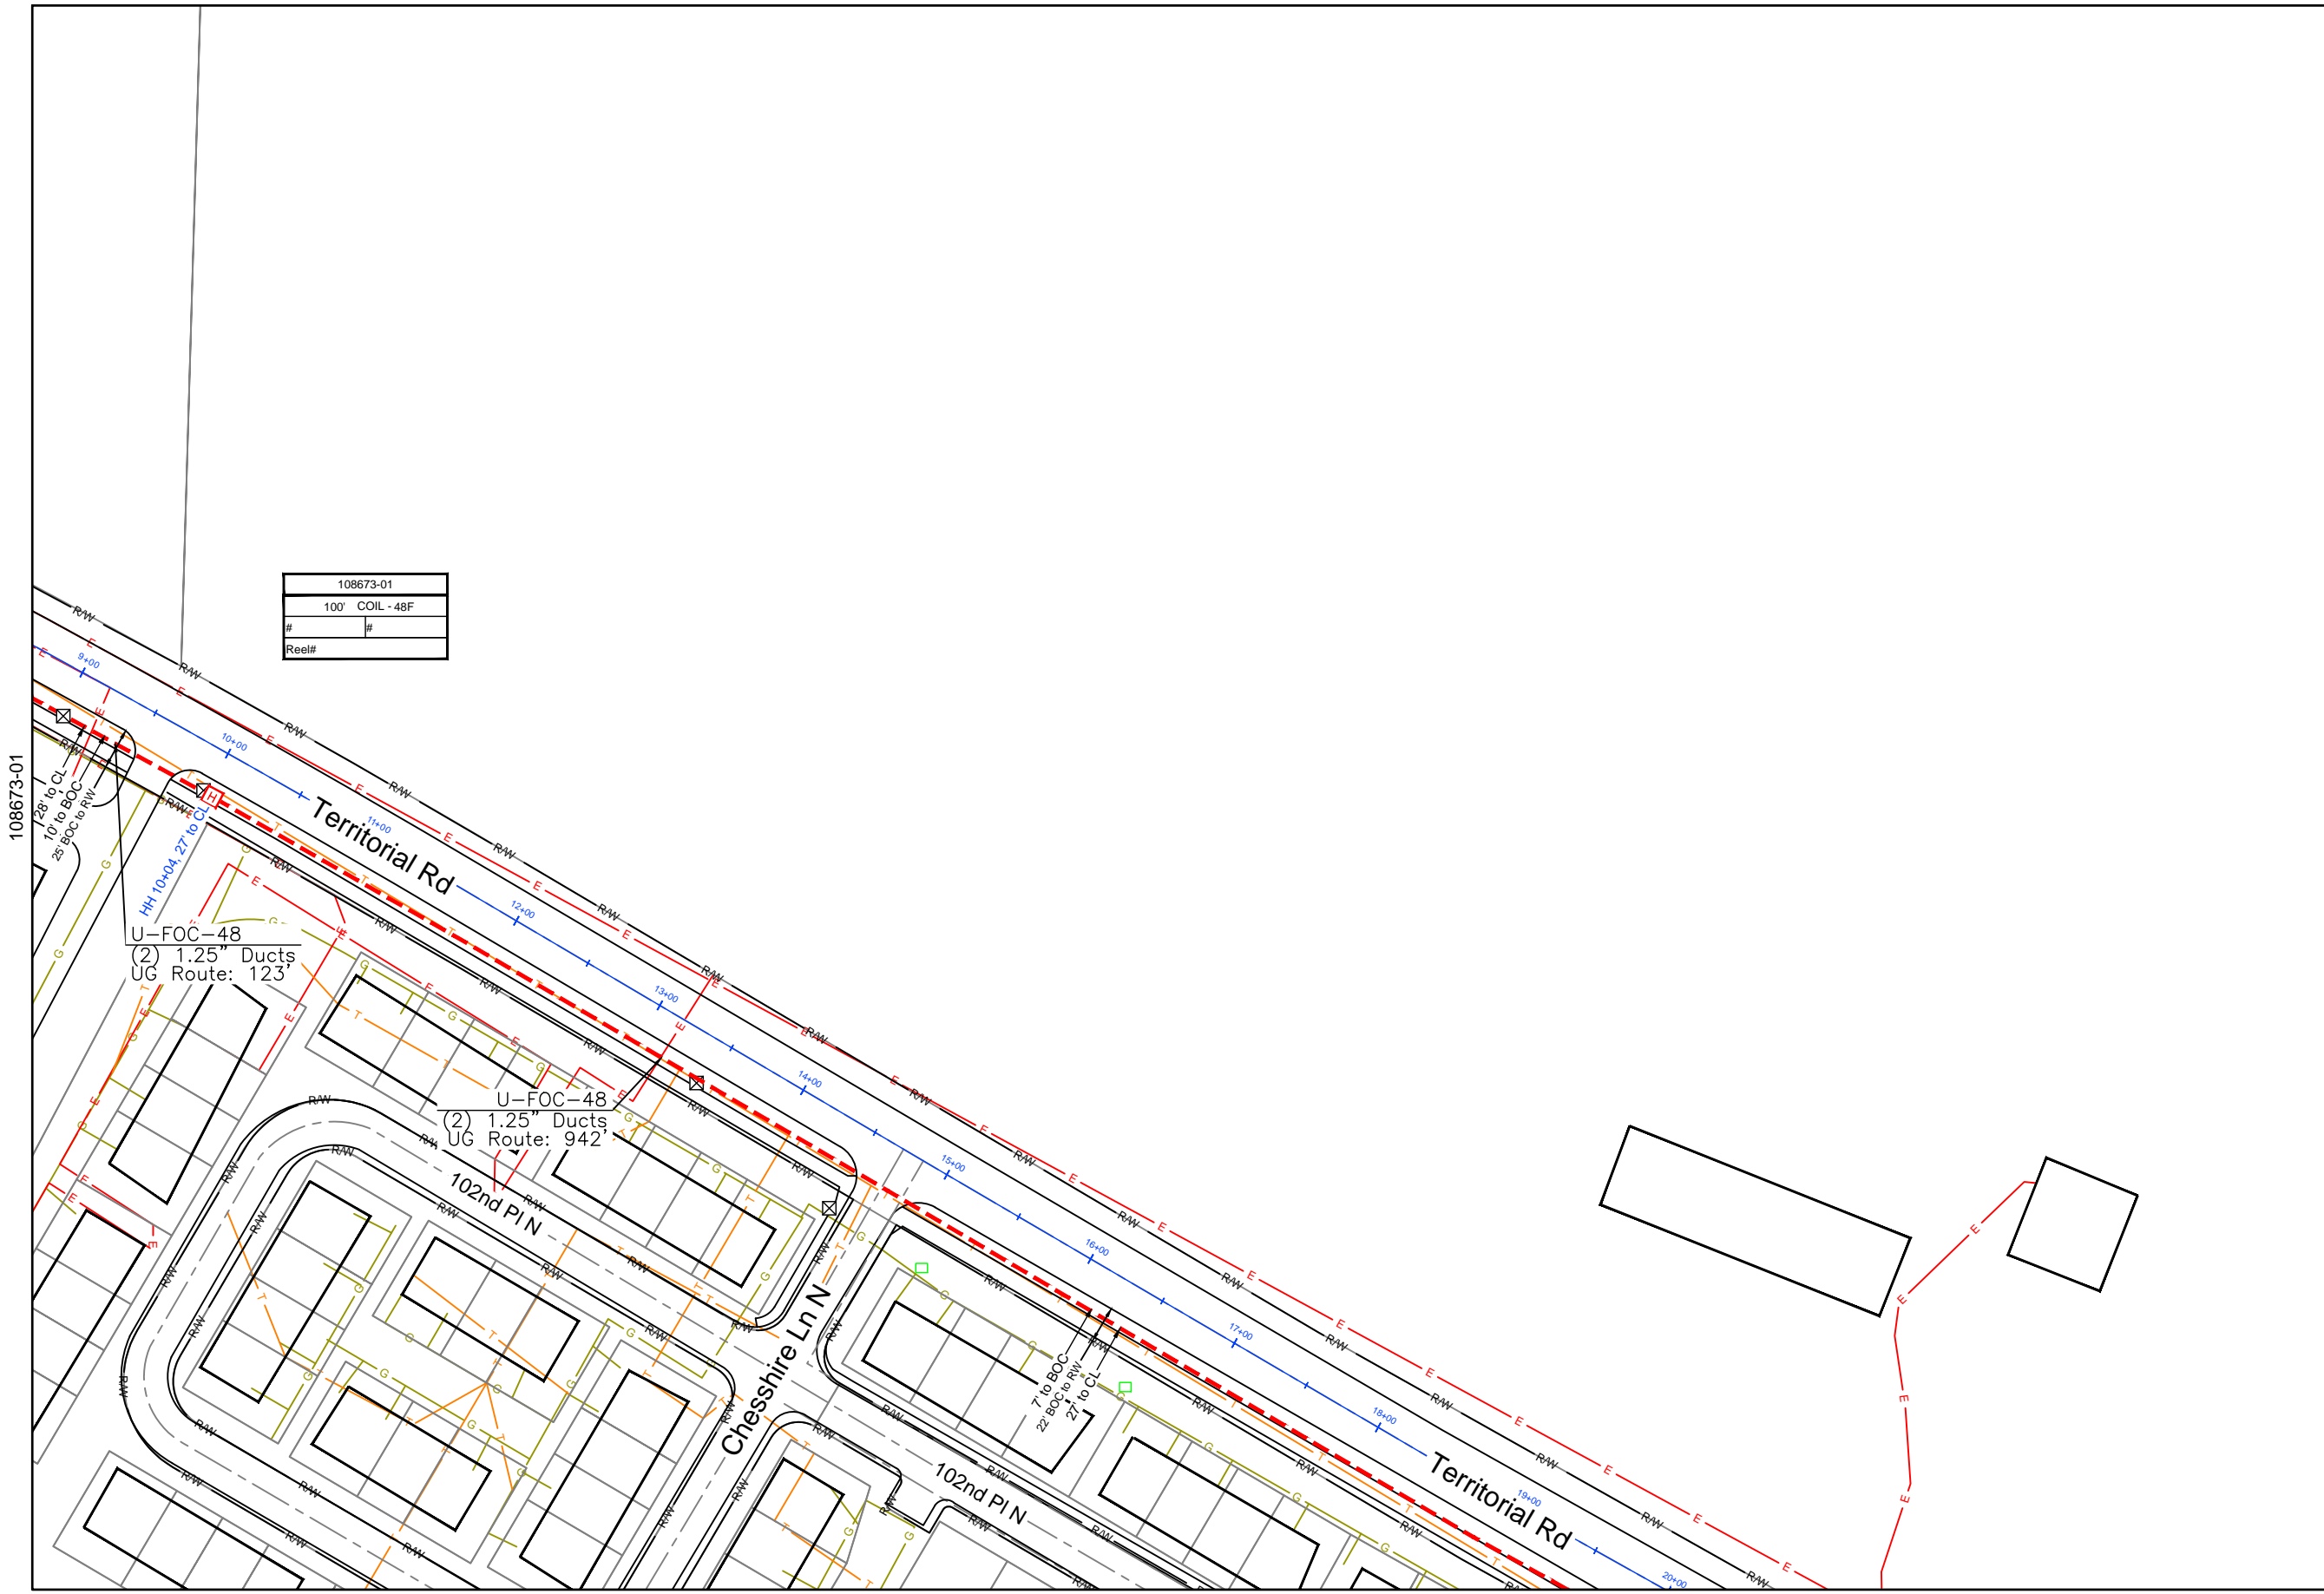 108673-01
108673-01
100' COIL - 48F
# #
Reel#
9+00
10+00
11+00
12+00
13+00
14+00
15+00
16+00
17+00
18+00
19+00
20+00
Territorial Rd
Territorial Rd
28' to CL
10' to BOC
25' BOC to RW
H
HH 10+04, 27' to CL
U-FOC-48
(2) 1.25" Ducts
UG Route: 123'
U-FOC-48
(2) 1.25" Ducts
UG Route: 942'
102nd Pl N
Chesshire Ln N
7' to BOC
22' BOC to RW
27' to CL
102nd Pl N
R/W
E
T
G